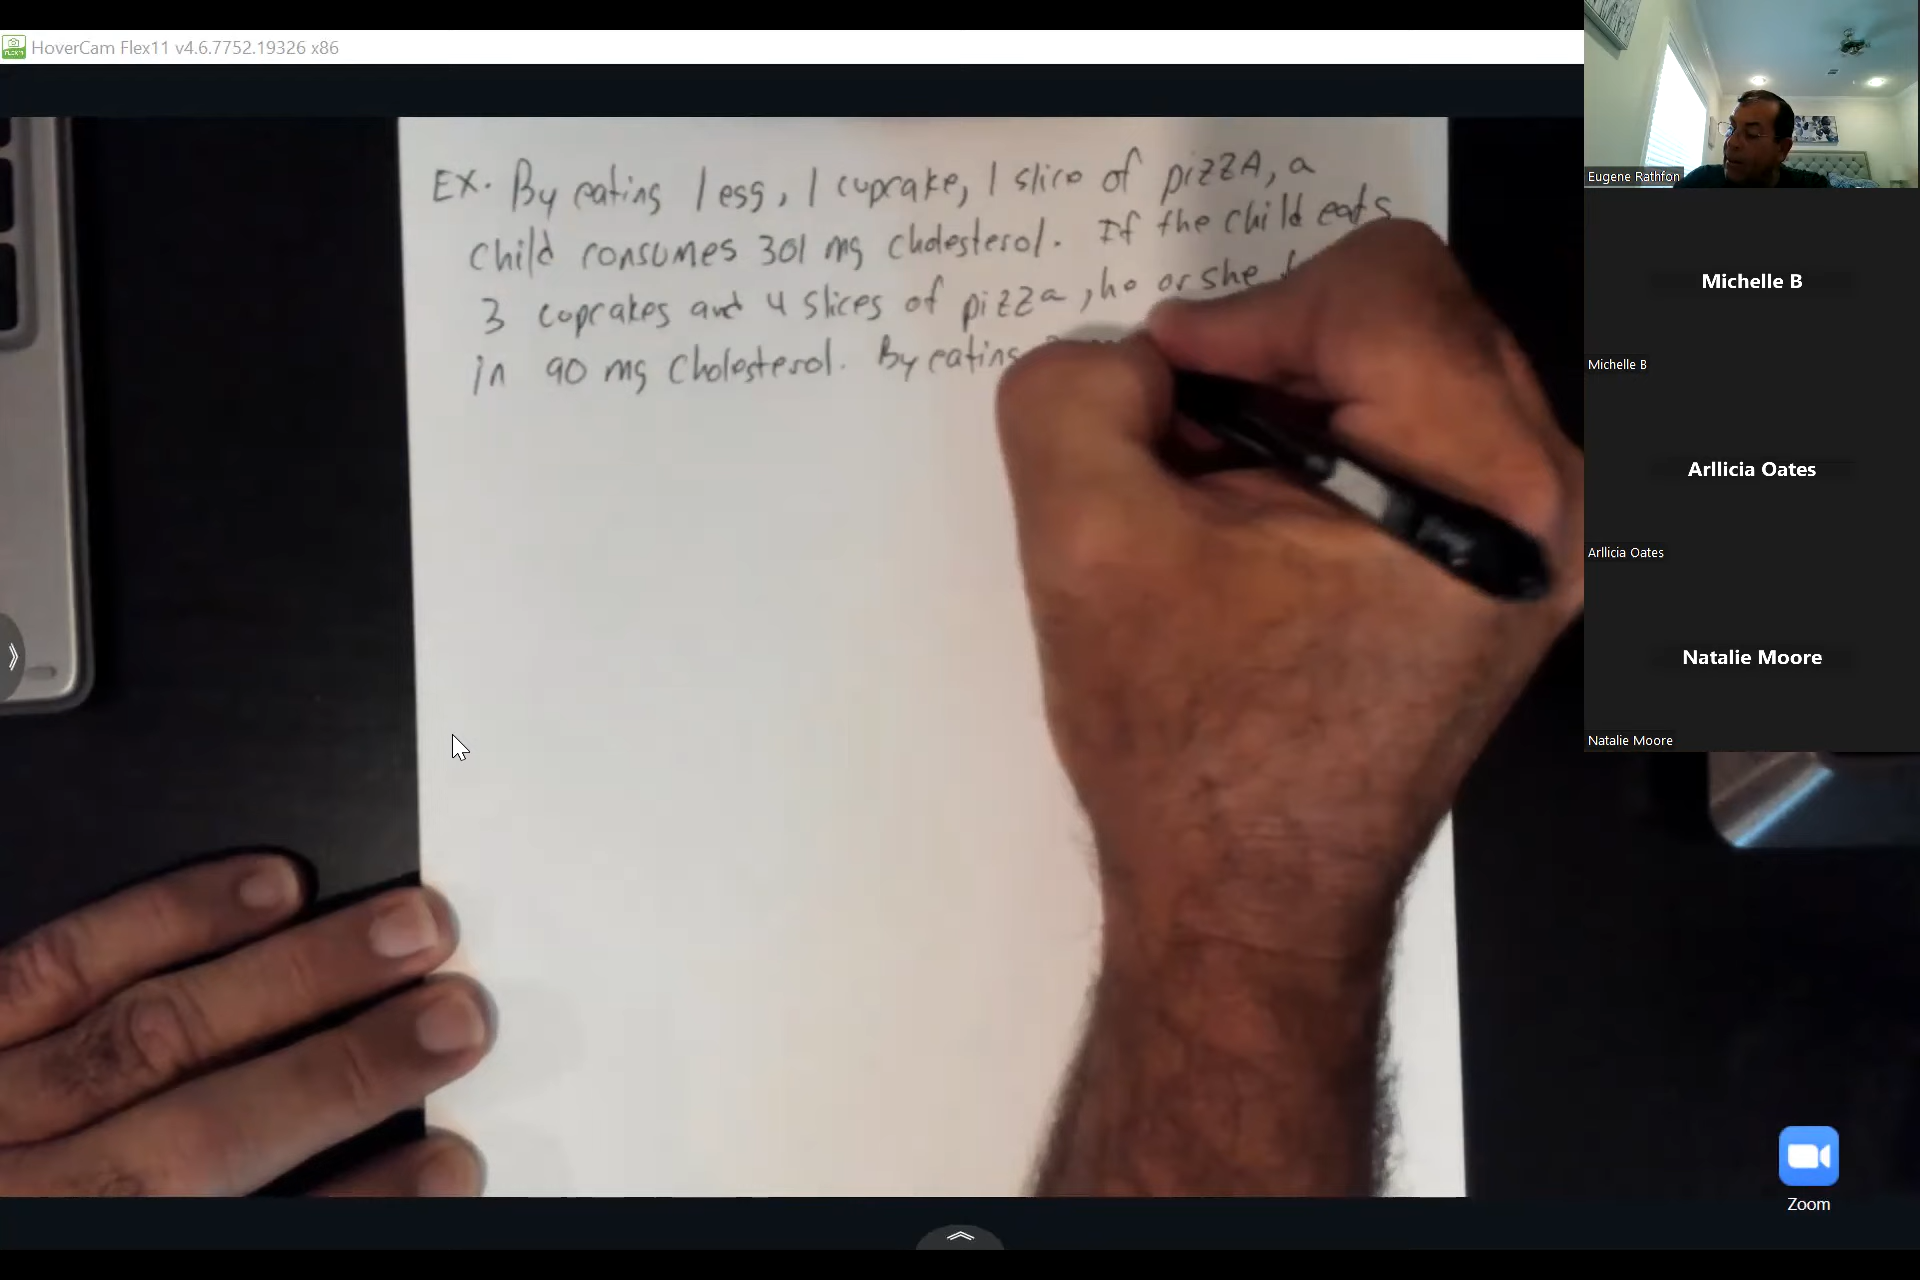 HoverCam Flex11 v4.6.7752.19326 x86
EX. By eating 1 egg, 1 cupcake, 1 slice of pizzA, a
child consumes 301 mg cholesterol. If the child eats
3 cupcakes and 4 slices of pizza, he or she
in 90 mg cholesterol. By eating
Eugene Rathfon
Michelle B
Michelle B
Arllicia Oates
Arllicia Oates
Natalie Moore
Natalie Moore
Zoom